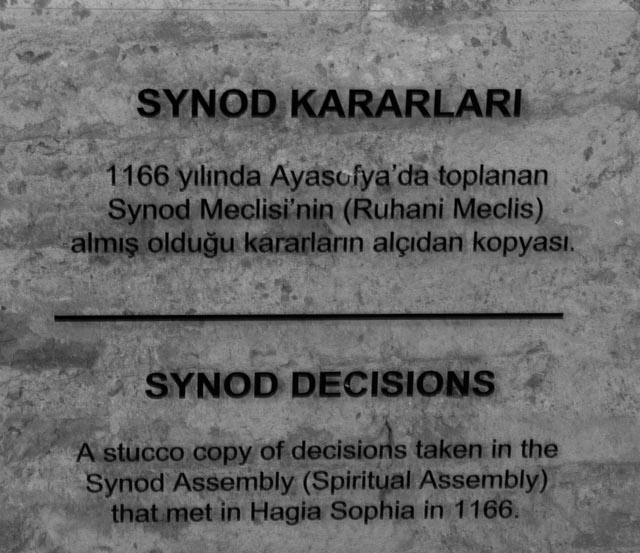 SYNOD KARARLARI
1166 yılında Ayasofya'da toplanan
Synod Meclisi'nin (Ruhani Meclis)
almış olduğu kararların alçıdan kopyası.
SYNOD DECISIONS
A stucco copy of decisions taken in the
Synod Assembly (Spiritual Assembly)
that met in Hagia Sophia in 1166.